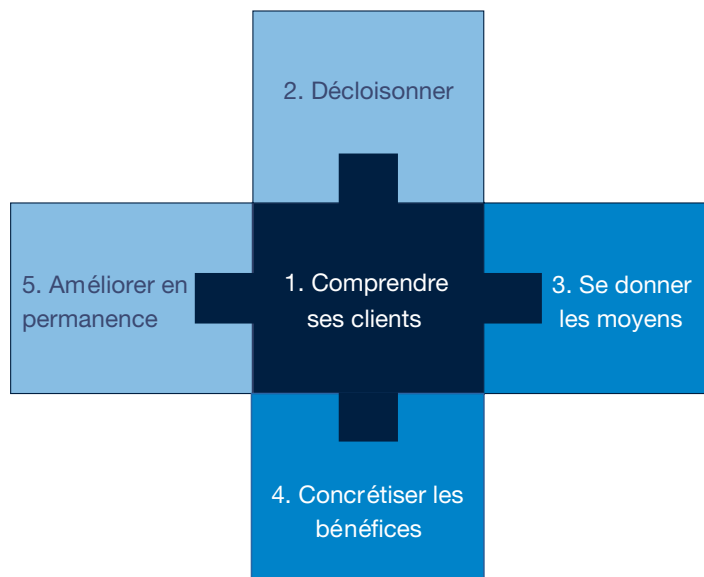 2. Décloisonner
5. Améliorer en
permanence
1. Comprendre
ses clients
3. Se donner
les moyens
4. Concrétiser les
bénéfices